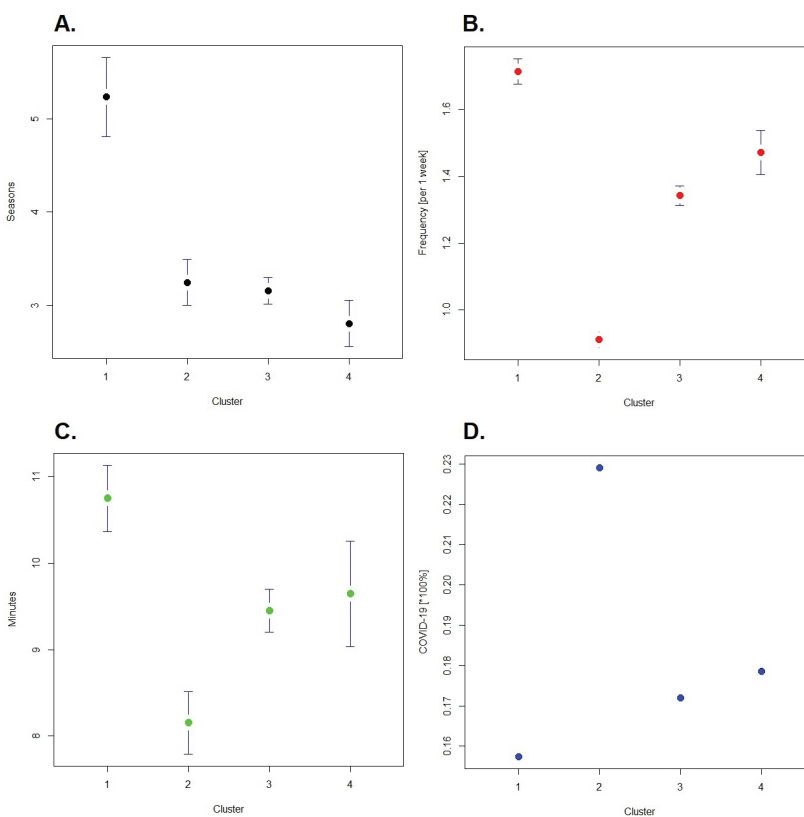 A.
Seasons
5
4
3
1 2 3 4
Cluster
B.
Frequency [per 1 week]
1.6
1.4
1.2
1.0
1 2 3 4
Cluster
C.
Minutes
11
10
9
8
1 2 3 4
Cluster
D.
COVID-19 [*100%]
0.23
0.22
0.21
0.20
0.19
0.18
0.17
0.16
1 2 3 4
Cluster